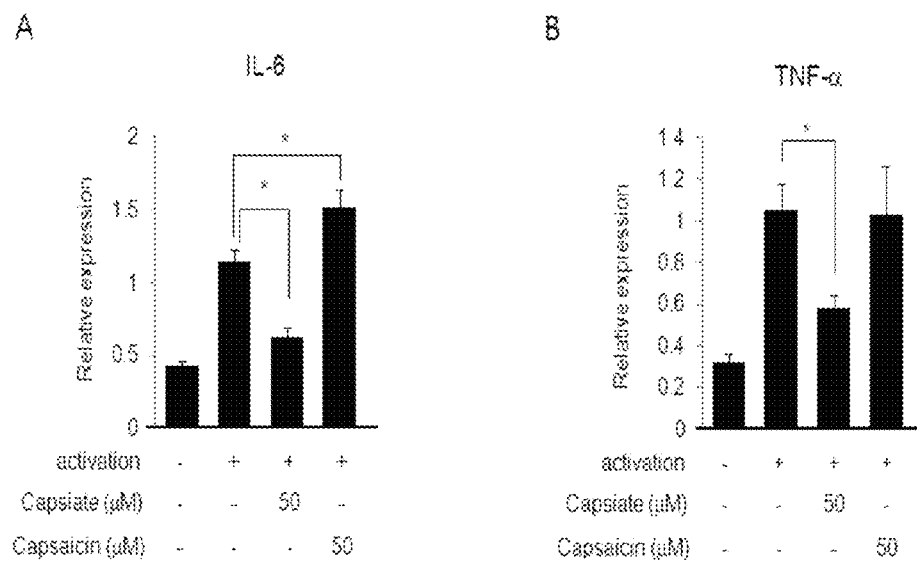 A
IL-6
2
1.5
1
0.5
0
Relative expression
*
*
activation - + + +
Capsiate (μM) - - 50 -
Capsaicin (μM) - - - 50
B
TNF-α
1.4
1.2
1
0.8
0.6
0.4
0.2
0
Relative expression
*
activation - + + +
Capsiate (μM) - - 50 -
Capsaicin (μM) - - - 50